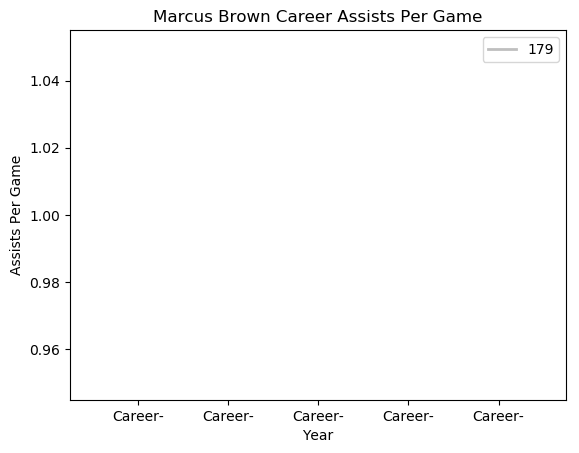 Marcus Brown Career Assists Per Game
179
Assists Per Game
1.04
1.02
1.00
0.98
0.96
Career- Career- Career- Career- Career-
Year